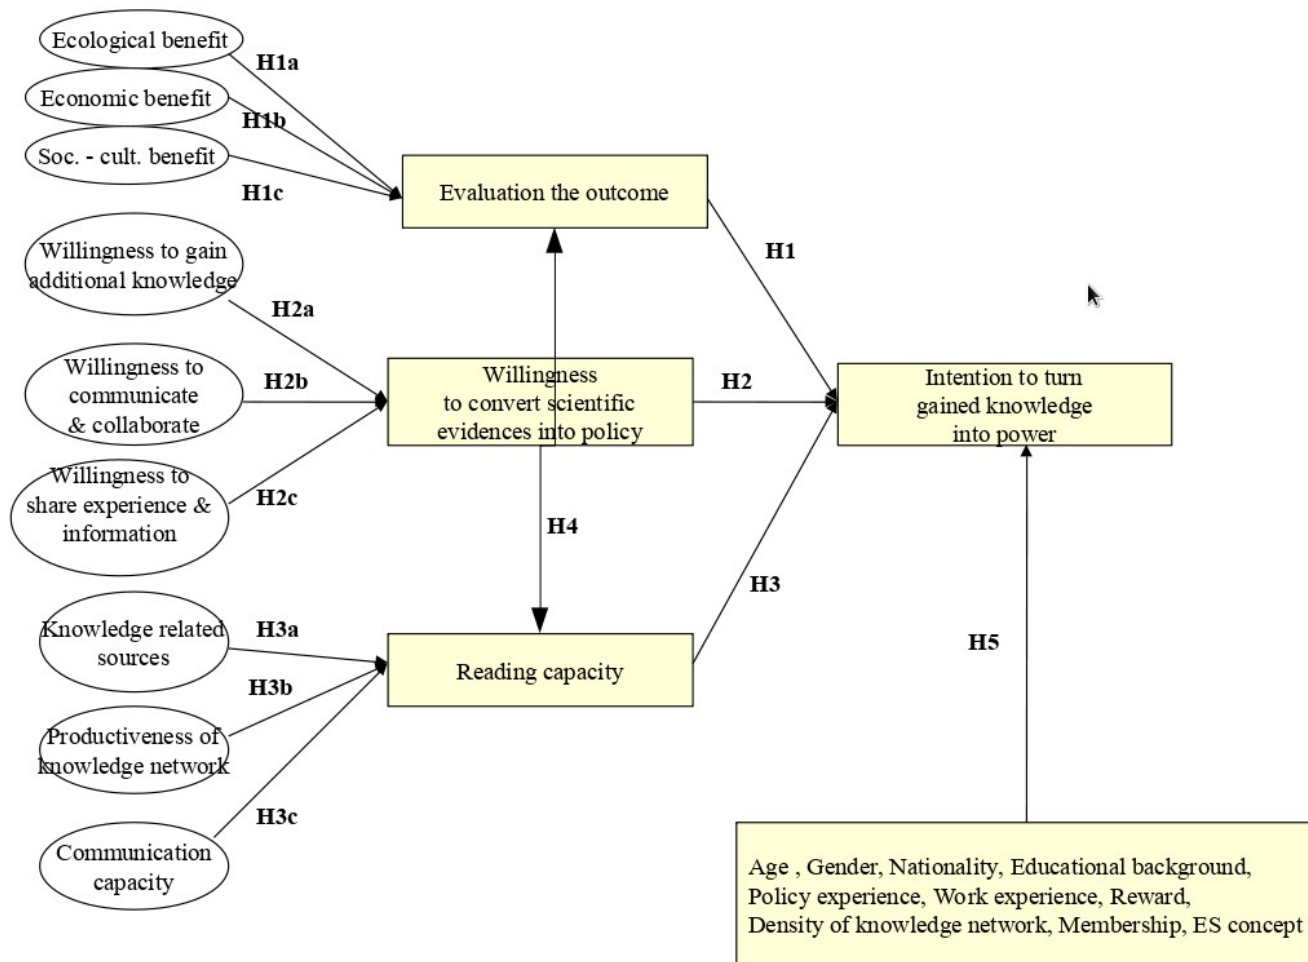 Ecological benefit
H1a
Economic benefit
H1b
Soc. - cult. benefit
H1c
Evaluation the outcome
H1
Willingness to gain
additional knowledge
H2a
Willingness to
communicate
& collaborate
H2b
Willingness
to convert scientific
evidences into policy
H2
Intention to turn
gained knowledge
into power
Willingness to
share experience &
information
H2c
H4
H3
Knowledge related
sources
H3a
Reading capacity
H5
H3b
Productiveness of
knowledge network
H3c
Communication
capacity
Age , Gender, Nationality, Educational background,
Policy experience, Work experience, Reward,
Density of knowledge network, Membership, ES concept